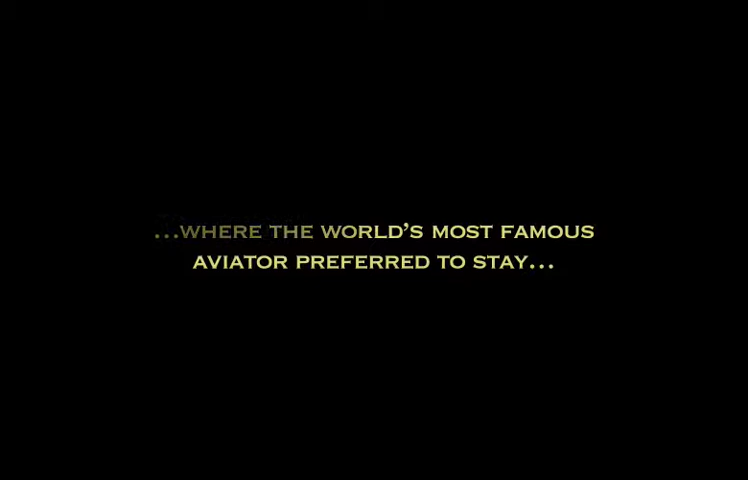 ...WHERE THE WORLD'S MOST FAMOUS
AVIATOR PREFERRED TO STAY...